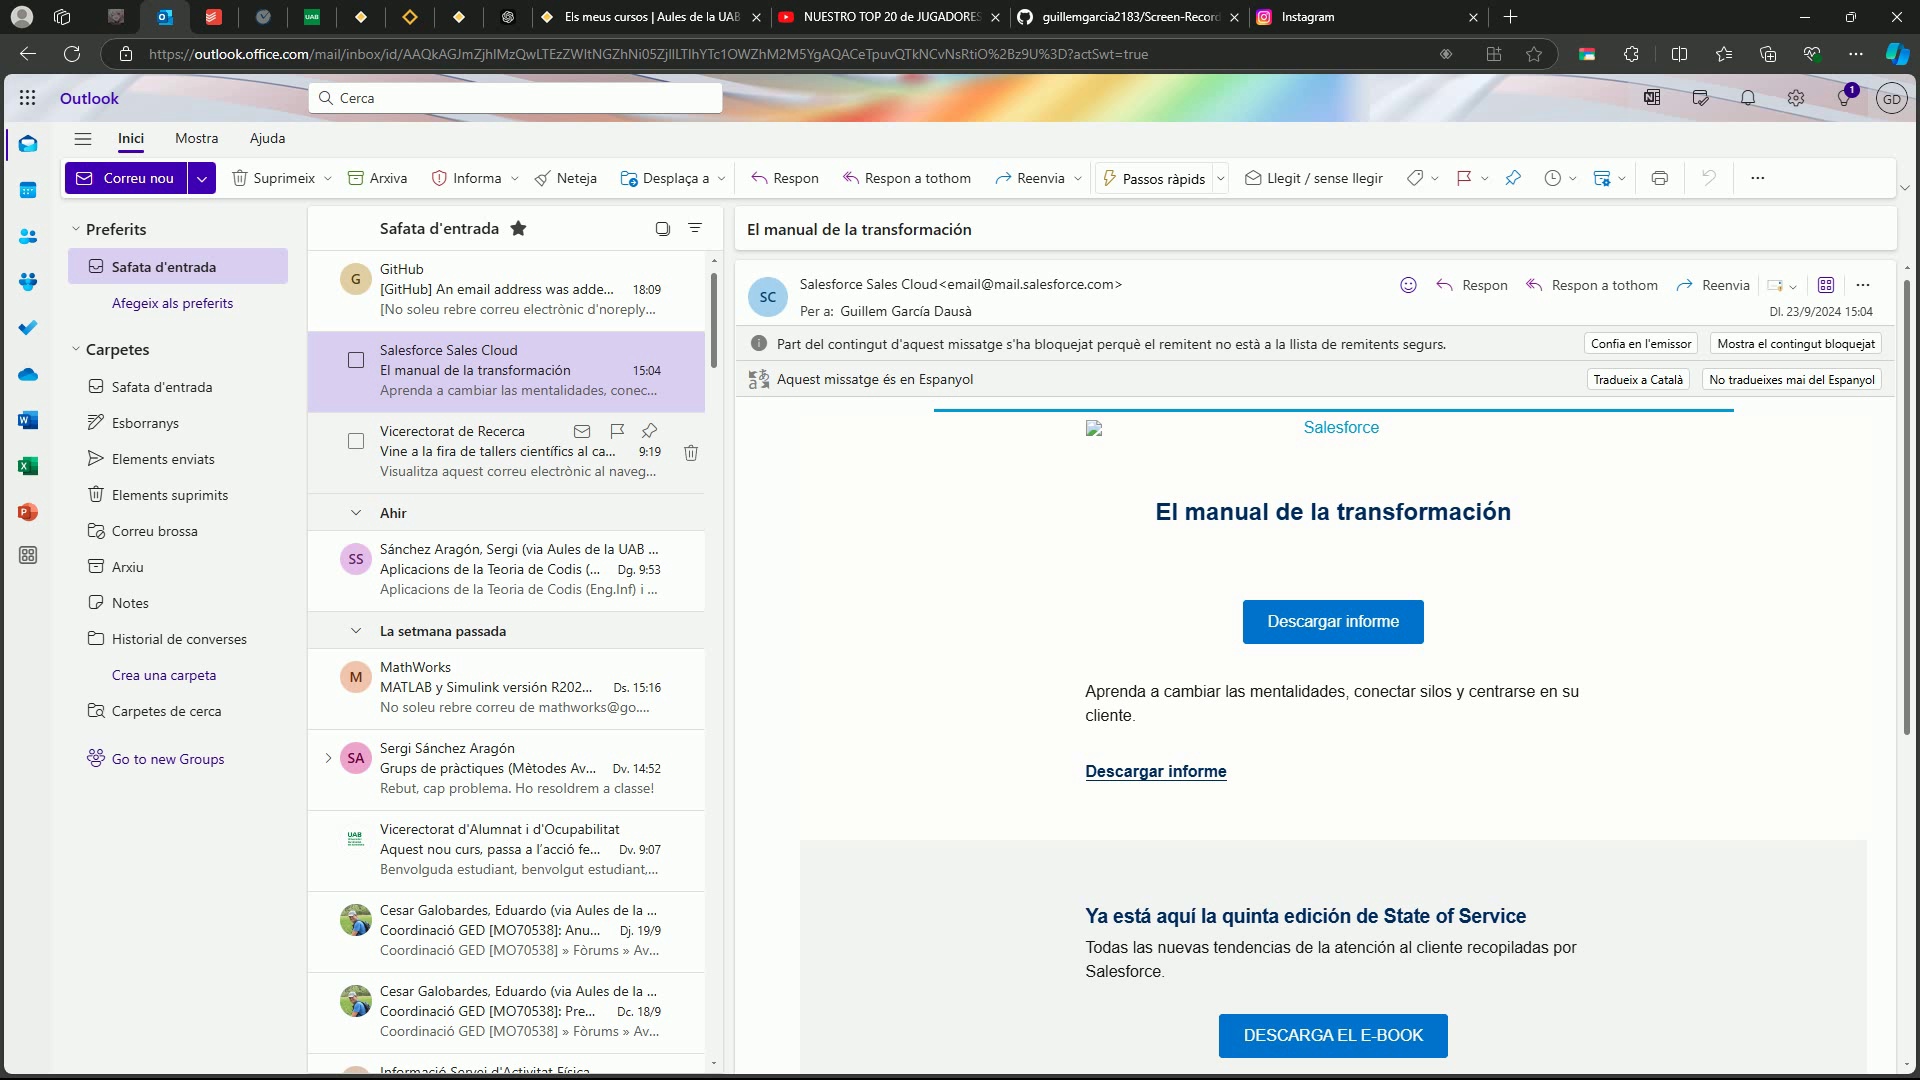 Els meus cursos | Aules de la UAB
NUESTRO TOP 20 de JUGADORES
guillemgarcia2183/Screen-Record
Instagram
https://outlook.office.com/mail/inbox/id/AAQkAGJmZjhlMzQwLTEzZWItNGZhNi05ZjllLTlhYTc1OWZhM2M5YgAQACeTpuvQTkNCvNsRtiO%2Bz9U%3D?actSwt=true
Outlook
Cerca
1
GD
Inici
Mostra
Ajuda
Correu nou
Suprimeix
Arxiva
Informa
Neteja
Desplaça a
Respon
Respon a tothom
Reenvia
Passos ràpids
Llegit / sense llegir
Preferits
Safata d'entrada
Afegeix als preferits
Carpetes
Safata d'entrada
Esborranys
Elements enviats
Elements suprimits
Correu brossa
Arxiu
Notes
Historial de converses
Crea una carpeta
Carpetes de cerca
Go to new Groups
Safata d'entrada
G
GitHub
[GitHub] An email address was adde... 18:09
[No soleu rebre correu electrònic d'noreply...
Salesforce Sales Cloud
El manual de la transformación 15:04
Aprenda a cambiar las mentalidades, conec...
Vicerectorat de Recerca
Vine a la fira de tallers científics al ca... 9:19
Visualitza aquest correu electrònic al naveg...
Ahir
SS
Sánchez Aragón, Sergi (via Aules de la UAB ...
Aplicacions de la Teoria de Codis (... Dg. 9:53
Aplicacions de la Teoria de Codis (Eng.Inf) i ...
La setmana passada
M
MathWorks
MATLAB y Simulink versión R202... Ds. 15:16
No soleu rebre correu de mathworks@go....
SA
Sergi Sánchez Aragón
Grups de pràctiques (Mètodes Av... Dv. 14:52
Rebut, cap problema. Ho resoldrem a classe!
UAB
Vicerectorat d'Alumnat i d'Ocupabilitat
Aquest nou curs, passa a l'acció fe... Dv. 9:07
Benvolguda estudiant, benvolgut estudiant,...
Cesar Galobardes, Eduardo (via Aules de la ...
Coordinació GED [MO70538]: Anu... Dj. 19/9
Coordinació GED [MO70538] » Fòrums » Av...
Cesar Galobardes, Eduardo (via Aules de la ...
Coordinació GED [MO70538]: Pre... Dc. 18/9
Coordinació GED [MO70538] » Fòrums » Av...
Informació Servei d'Activitat Física
El manual de la transformación
SC
Salesforce Sales Cloud<email@mail.salesforce.com>
Per a: Guillem García Dausà
Respon
Respon a tothom
Reenvia
Dl. 23/9/2024 15:04
Part del contingut d'aquest missatge s'ha bloquejat perquè el remitent no està a la llista de remitents segurs.
Confia en l'emissor
Mostra el contingut bloquejat
Aquest missatge és en Espanyol
Tradueix a Català
No tradueixes mai del Espanyol
Salesforce
El manual de la transformación
Descargar informe
Aprenda a cambiar las mentalidades, conectar silos y centrarse en su
cliente.
Descargar informe
Ya está aquí la quinta edición de State of Service
Todas las nuevas tendencias de la atención al cliente recopiladas por
Salesforce.
DESCARGA EL E-BOOK